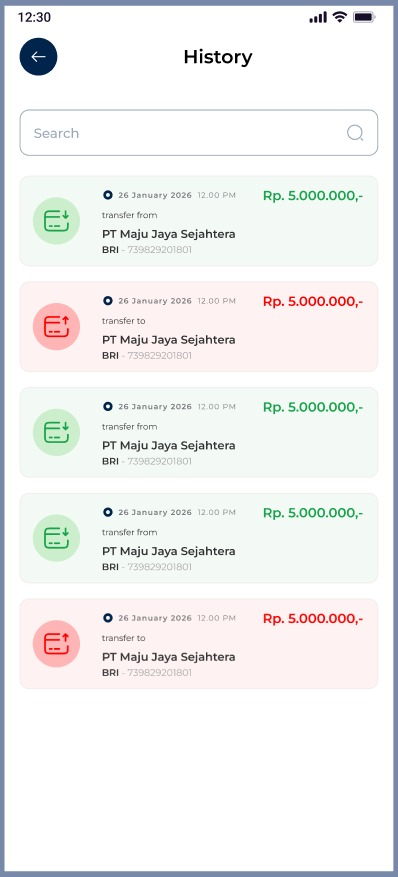 12:30
History
Search
26 January 2026 12.00 PM Rp. 5.000.000,-
transfer from
PT Maju Jaya Sejahtera
BRI - 739829201801
26 January 2026 12.00 PM Rp. 5.000.000,-
transfer to
PT Maju Jaya Sejahtera
BRI - 739829201801
26 January 2026 12.00 PM Rp. 5.000.000,-
transfer from
PT Maju Jaya Sejahtera
BRI - 739829201801
26 January 2026 12.00 PM Rp. 5.000.000,-
transfer from
PT Maju Jaya Sejahtera
BRI - 739829201801
26 January 2026 12.00 PM Rp. 5.000.000,-
transfer to
PT Maju Jaya Sejahtera
BRI - 739829201801